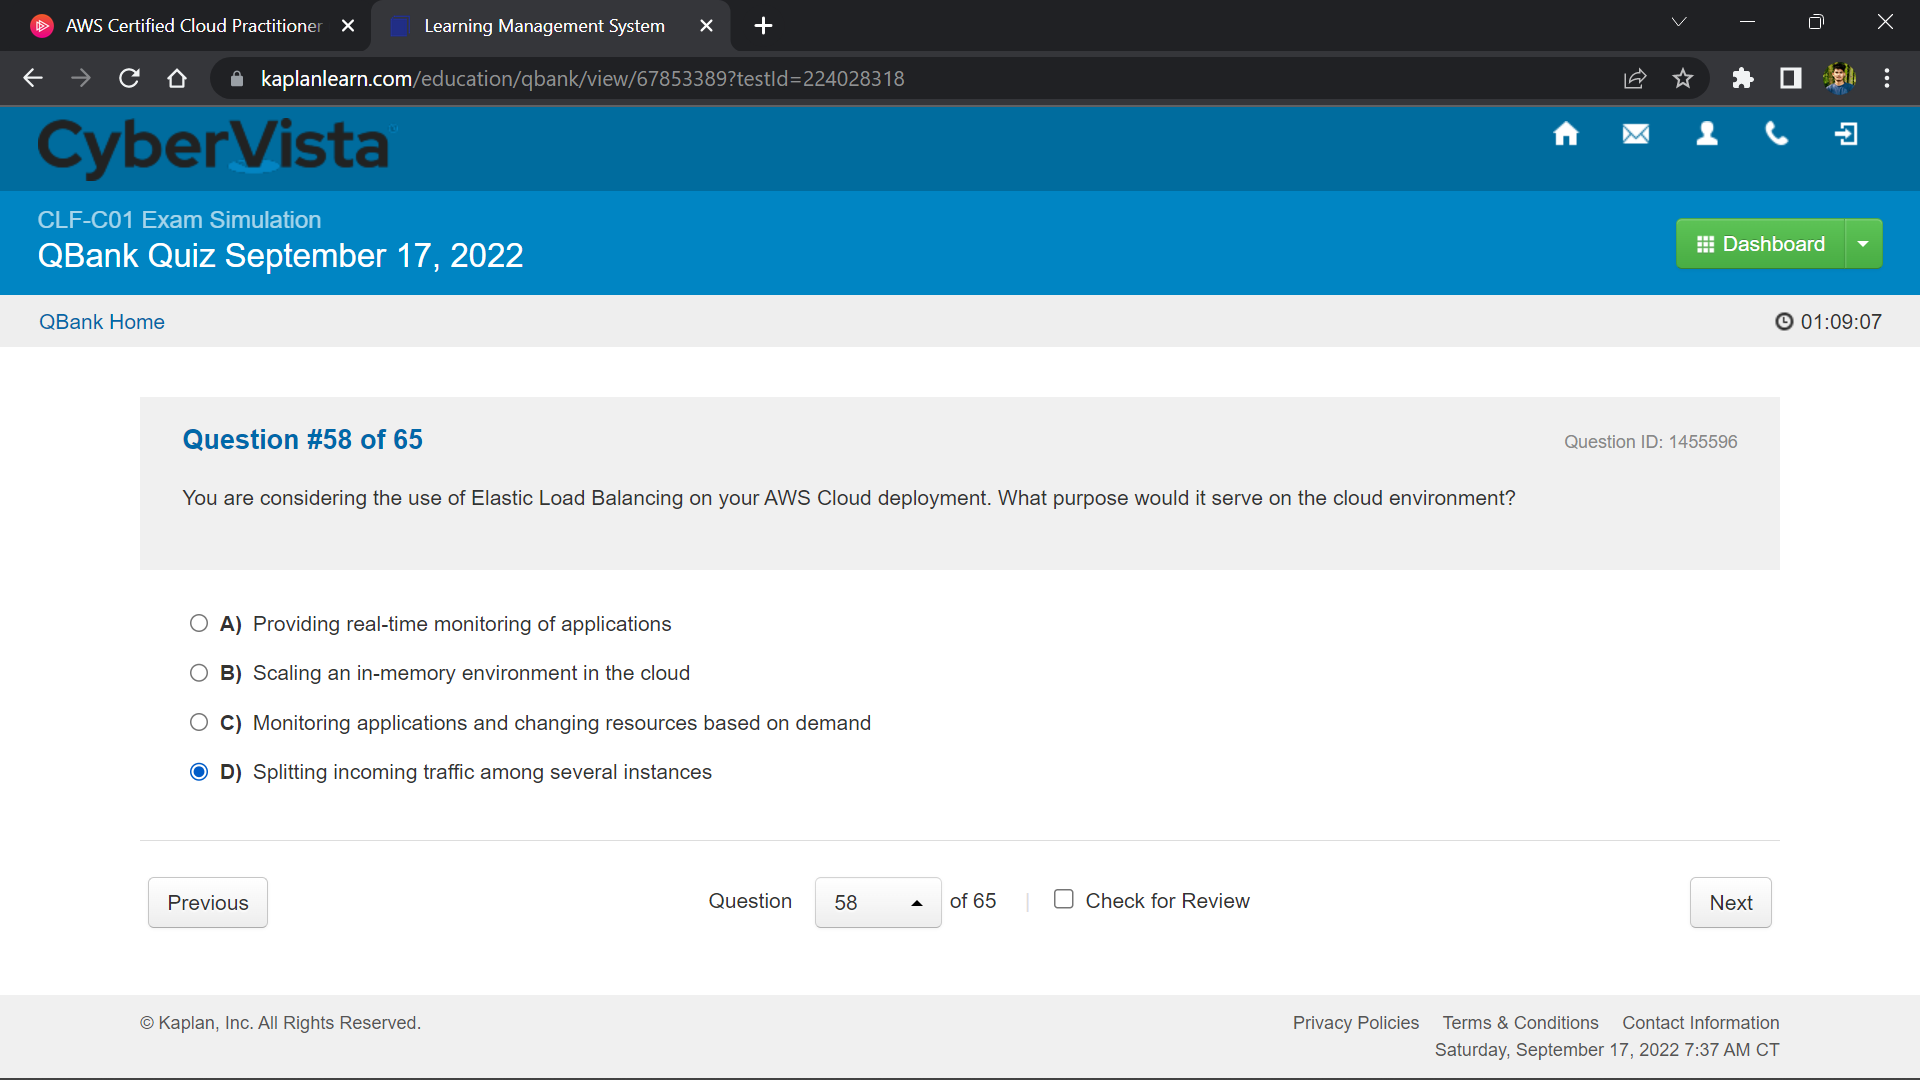 AWS Certified Cloud Practitioner
Learning Management System
kaplanlearn.com/education/qbank/view/67853389?testId=224028318
CyberVista
CLF-C01 Exam Simulation
QBank Quiz September 17, 2022
Dashboard
QBank Home
01:09:07
Question #58 of 65
Question ID: 1455596
You are considering the use of Elastic Load Balancing on your AWS Cloud deployment. What purpose would it serve on the cloud environment?
A) Providing real-time monitoring of applications
B) Scaling an in-memory environment in the cloud
C) Monitoring applications and changing resources based on demand
D) Splitting incoming traffic among several instances
Previous
Question 58 of 65 | Check for Review
Next
© Kaplan, Inc. All Rights Reserved.
Privacy Policies Terms & Conditions Contact Information
Saturday, September 17, 2022 7:37 AM CT